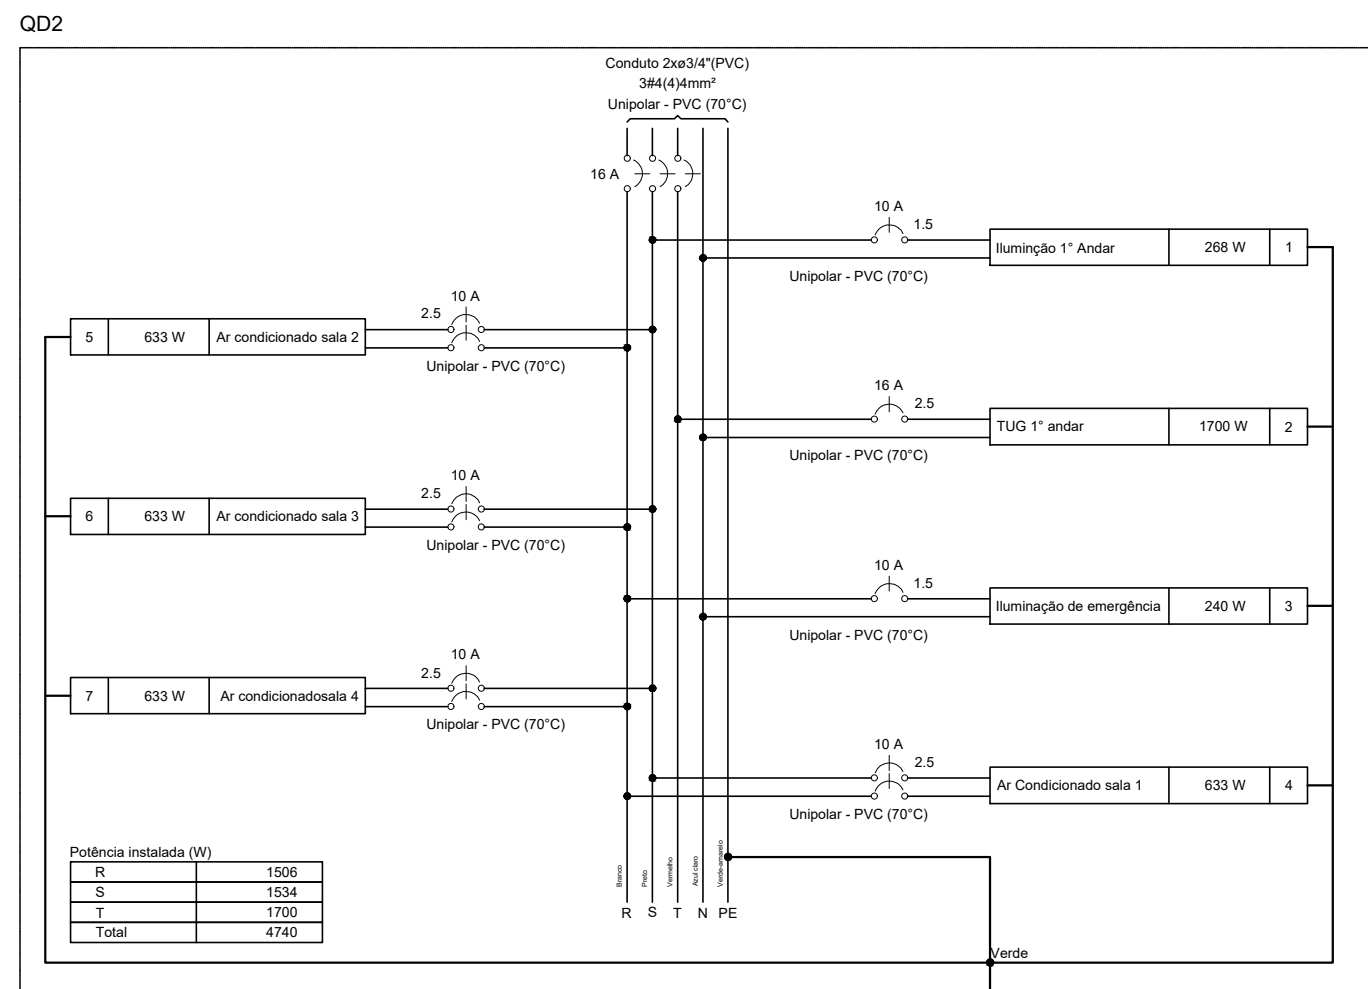 QD2
Conduto 2xø3/4"(PVC)
3#4(4)4mm²
Unipolar - PVC (70°C)
16 A
10 A
1.5
Iluminção 1° Andar 268 W 1
Unipolar - PVC (70°C)
10 A
2.5
5 633 W Ar condicionado sala 2
Unipolar - PVC (70°C)
16 A
2.5
TUG 1° andar 1700 W 2
Unipolar - PVC (70°C)
10 A
2.5
6 633 W Ar condicionado sala 3
Unipolar - PVC (70°C)
10 A
1.5
Iluminação de emergência 240 W 3
Unipolar - PVC (70°C)
10 A
2.5
7 633 W Ar condicionadosala 4
Unipolar - PVC (70°C)
10 A
2.5
Ar Condicionado sala 1 633 W 4
Unipolar - PVC (70°C)
Potência instalada (W)
R 1506
S 1534
T 1700
Total 4740
Branco
Preto
Vermelho
Azul claro
Verde-amarelo
R S T N PE
Verde